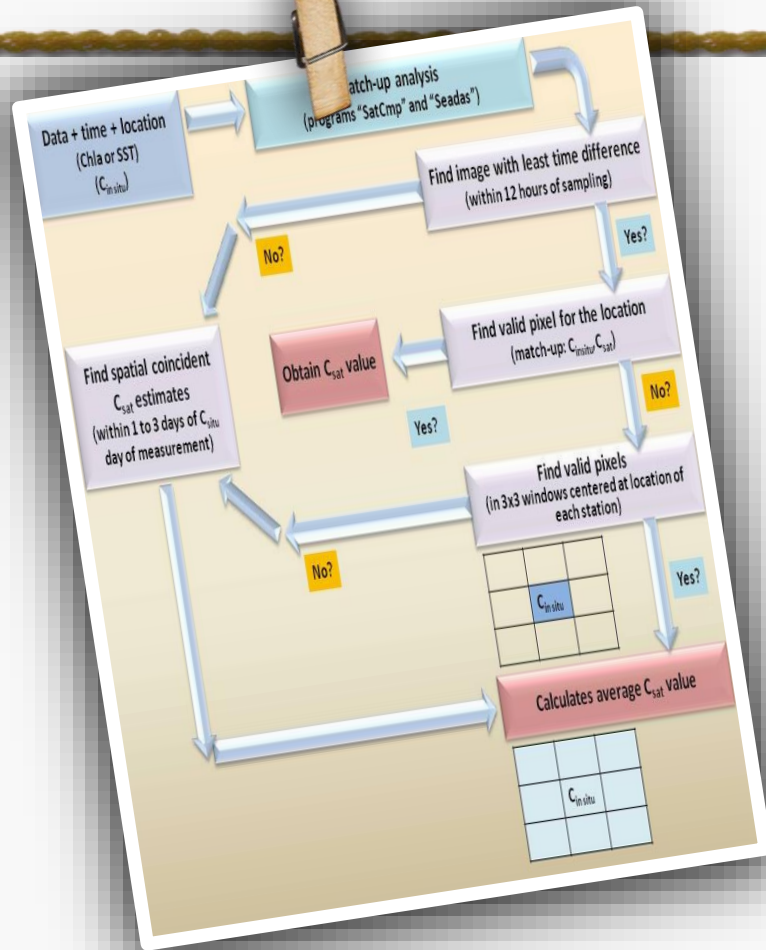 atch-up analysis
(programs “SatCmp” and “Seadas”)
Data + time + location
(Chla or SST)
(Cin situ)
Find image with least time difference
(within 12 hours of sampling)
No?
Yes?
Find valid pixel for the location
(match-up: Cinsitu,Csat)
Obtain Csat value
Find spatial coincident
Csat estimates
(within 1 to 3 days of Csitu
day of measurement)
Yes?
No?
Find valid pixels
(in 3x3 windows centered at location of
each station)
No?
Cin situ
Yes?
Calculates average Csat value
Cin situ